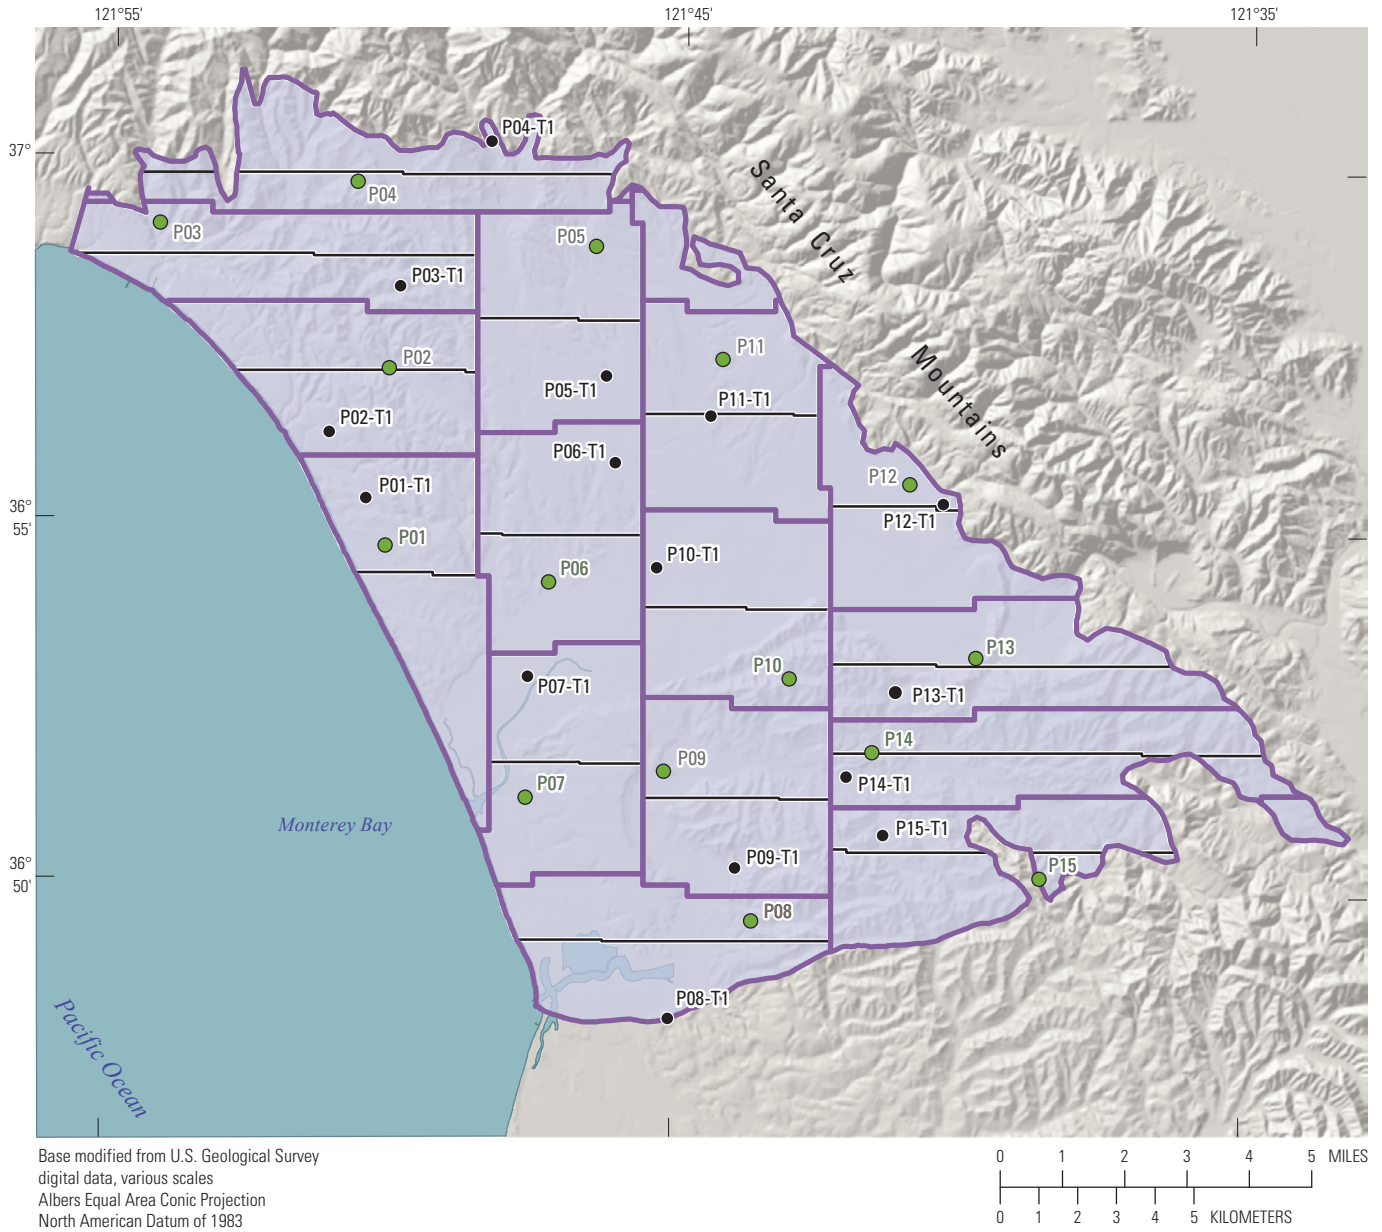 121°55'
121°45'
121°35'
37°
36°
55'
36°
50'
P04-T1
P04
P03
P05
P03-T1
P02
P11
P05-T1
P11-T1
P02-T1
P06-T1
P12
P01-T1
P12-T1
P01
P10-T1
P06
P13
P10
P07-T1
P13-T1
P14
P09
P14-T1
P07
P15-T1
P09-T1
P15
P08
P08-T1
Santa Cruz
Mountains
Monterey Bay
Pacific Ocean
Base modified from U.S. Geological Survey
digital data, various scales
Albers Equal Area Conic Projection
North American Datum of 1983
0 1 2 3 4 5 MILES
0 1 2 3 4 5 KILOMETERS